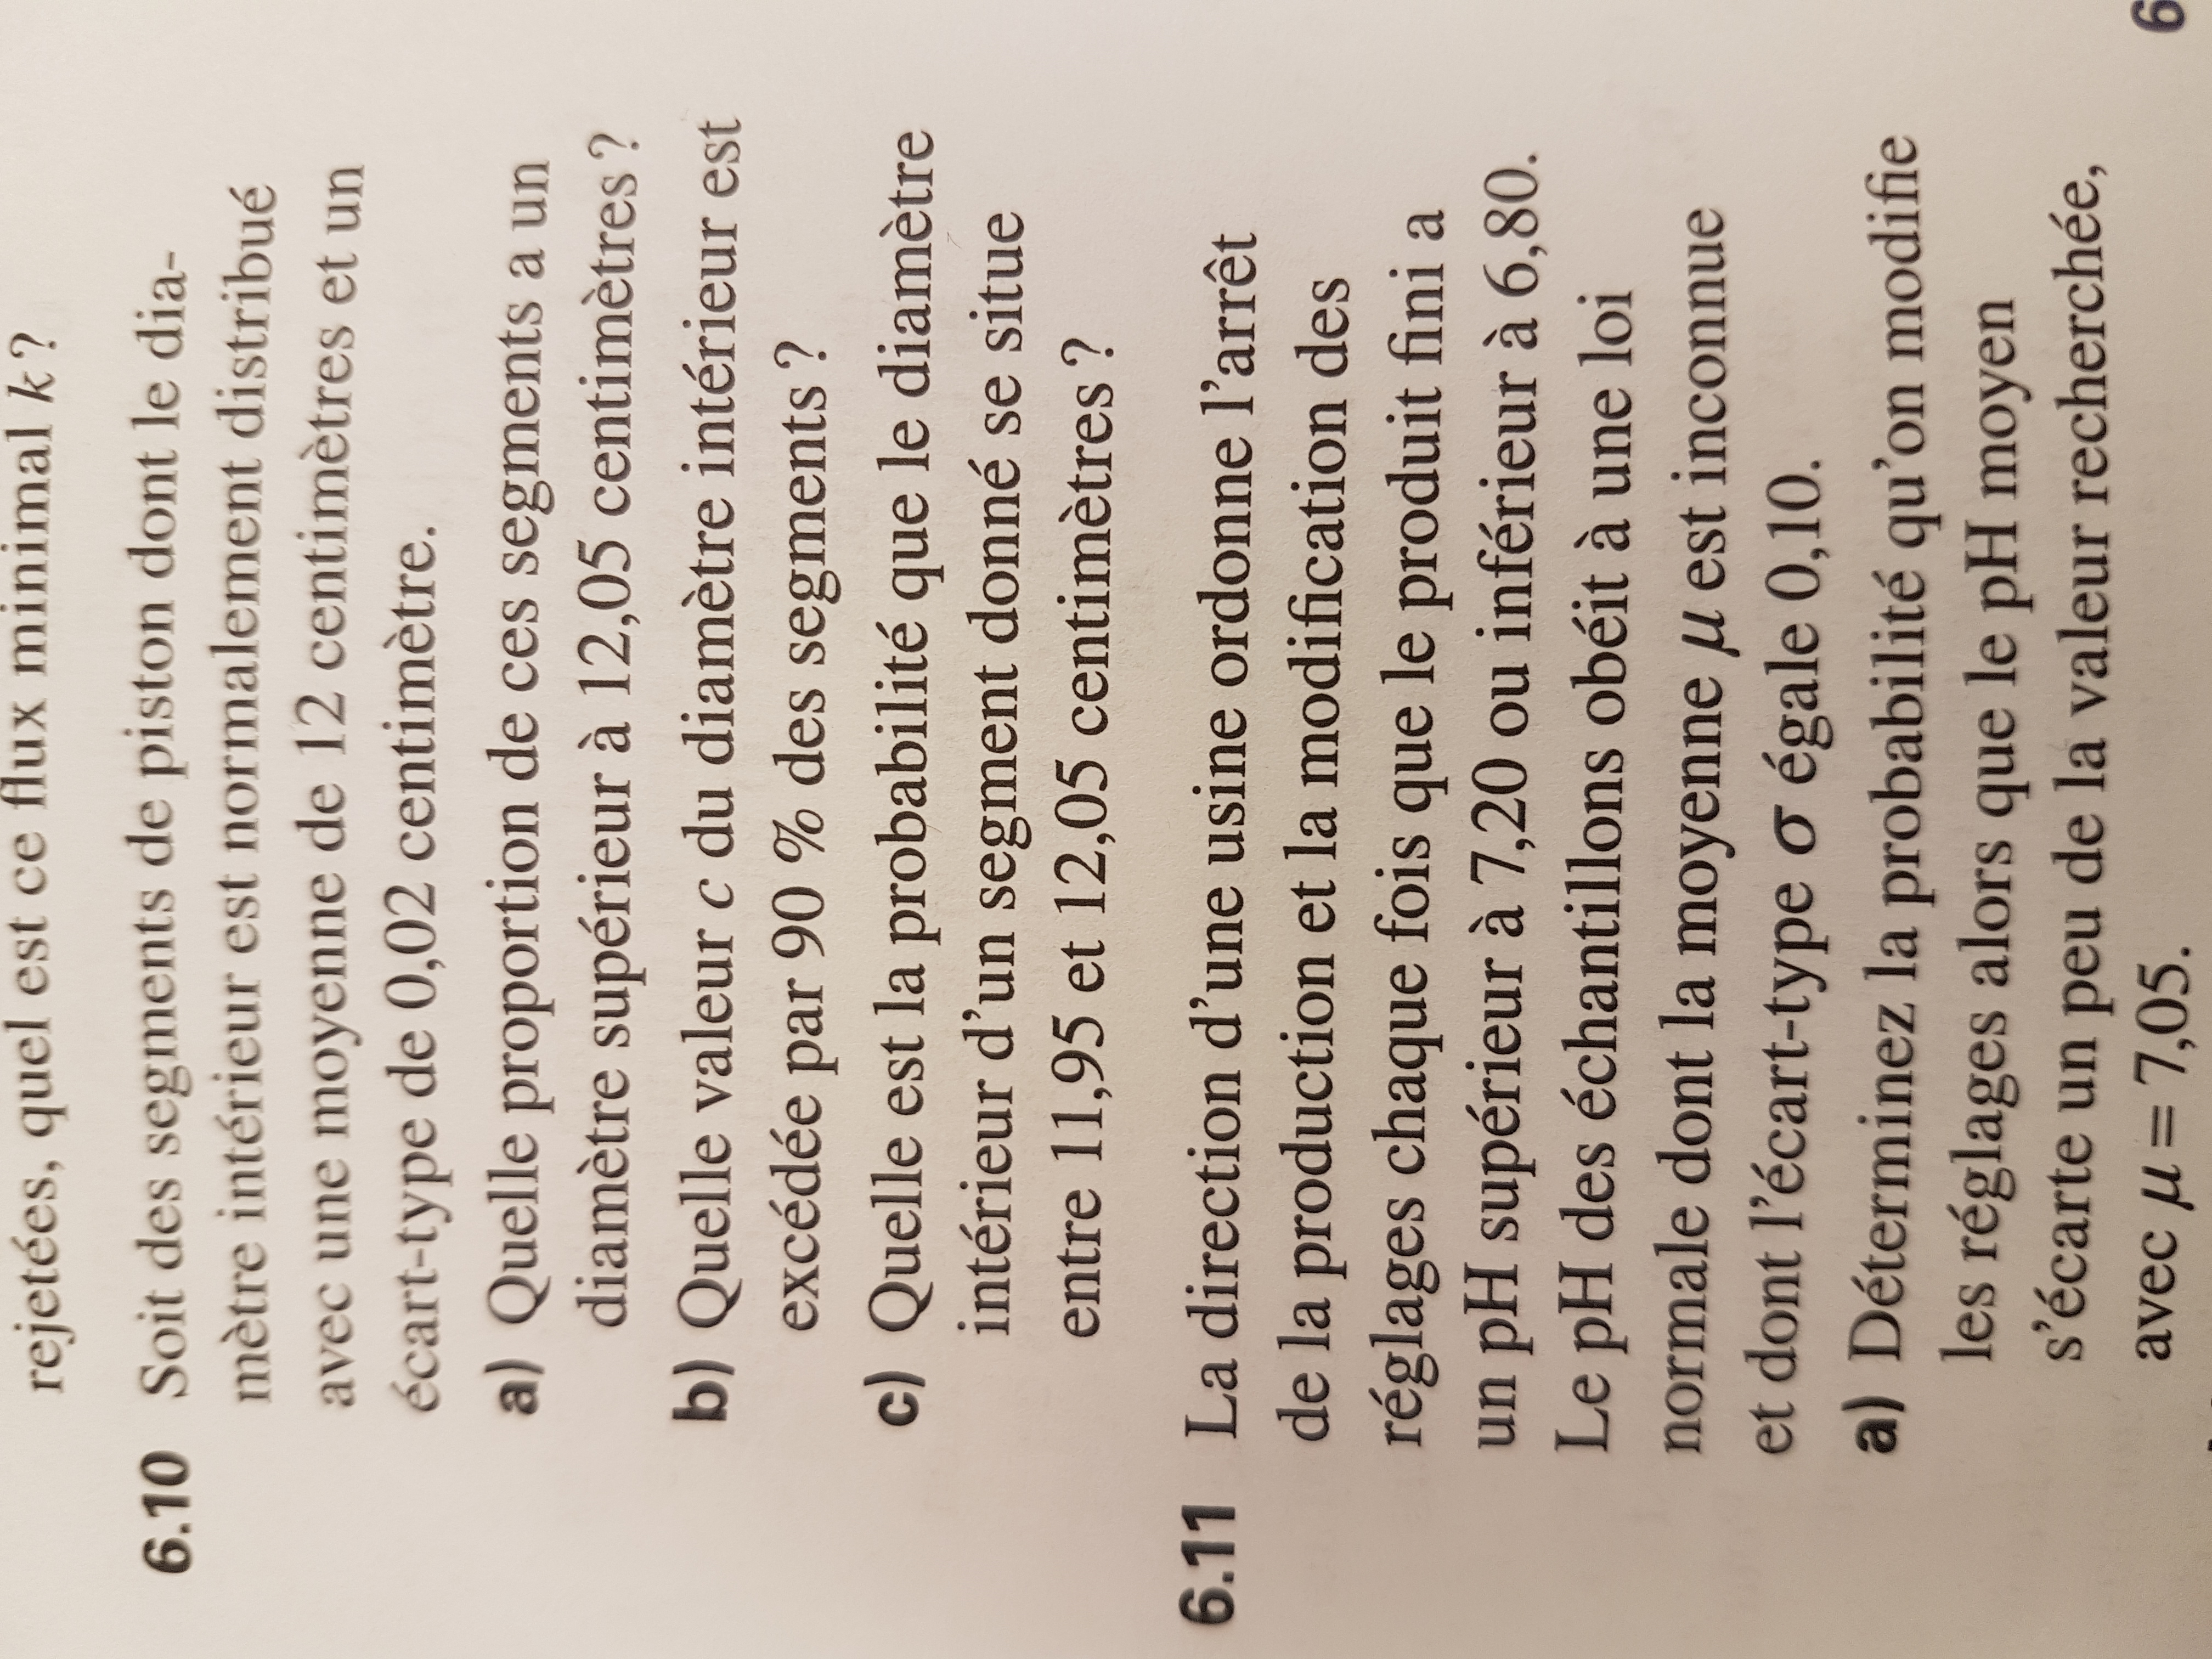 rejetées, quel est ce flux minimal k ?
6.10 Soit des segments de piston dont le dia-
mètre intérieur est normalement distribué
avec une moyenne de 12 centimètres et un
écart-type de 0,02 centimètre.
a) Quelle proportion de ces segments a un
diamètre supérieur à 12,05 centimètres ?
b) Quelle valeur c du diamètre intérieur est
excédée par 90 % des segments ?
c) Quelle est la probabilité que le diamètre
intérieur d'un segment donné se situe
entre 11,95 et 12,05 centimètres ?
6.11 La direction d'une usine ordonne l'arrêt
de la production et la modification des
réglages chaque fois que le produit fini a
un pH supérieur à 7,20 ou inférieur à 6,80.
Le pH des échantillons obéit à une loi
normale dont la moyenne μ est inconnue
et dont l'écart-type σ égale 0,10.
a) Déterminez la probabilité qu'on modifie
les réglages alors que le pH moyen
s'écarte un peu de la valeur recherchée,
avec μ = 7,05.
6